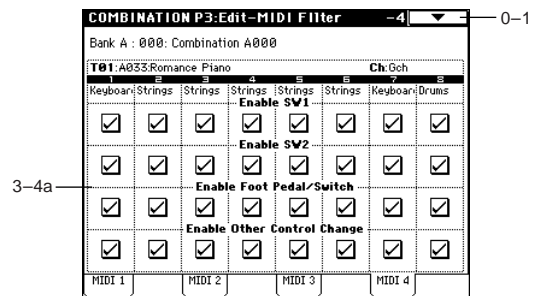 COMBINATION P3:Edit-MIDI Filter -4
0–1
Bank A : 000: Combination A000
T01:A033:Romance Piano Ch:Gch
1 2 3 4 5 6 7 8
Keyboar Strings Strings Strings Strings Strings Keyboar Drums
Enable SW1
Enable SW2
3–4a
Enable Foot Pedal/Switch
Enable Other Control Change
MIDI 1 MIDI 2 MIDI 3 MIDI 4